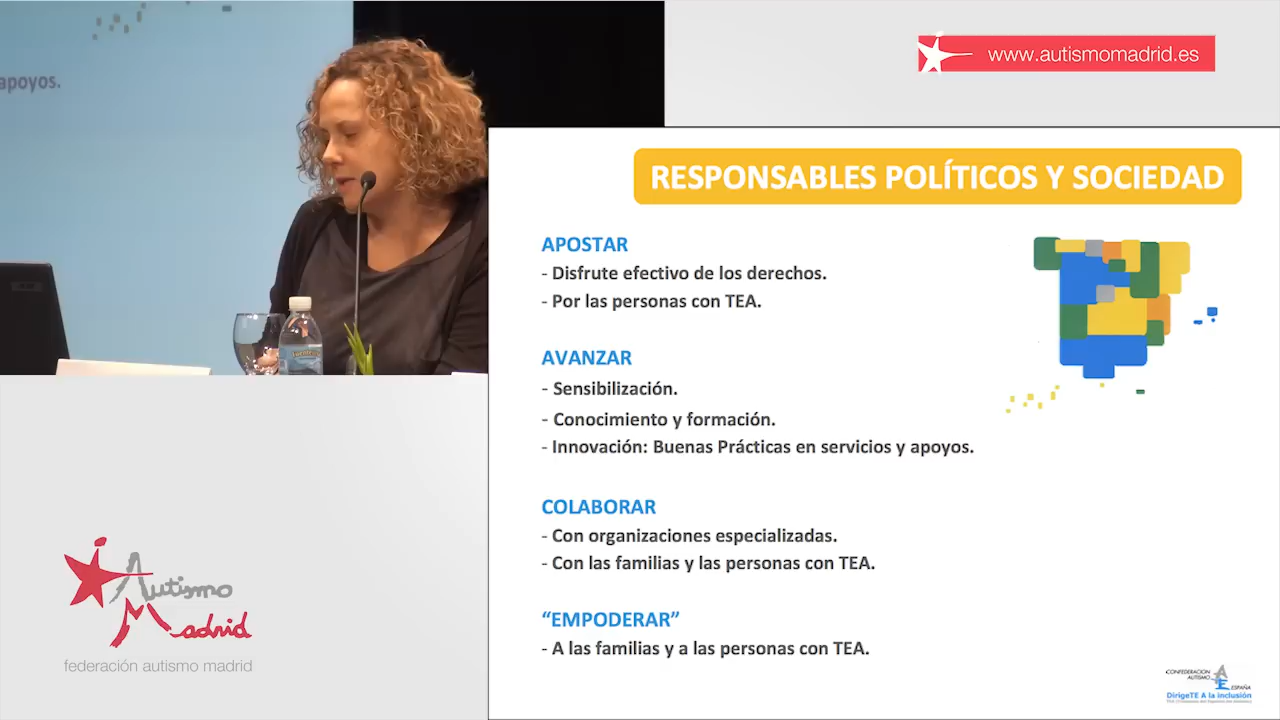 apoyos.
www.autismomadrid.es
RESPONSABLES POLÍTICOS Y SOCIEDAD
APOSTAR
- Disfrute efectivo de los derechos.
- Por las personas con TEA.
AVANZAR
- Sensibilización.
- Conocimiento y formación.
- Innovación: Buenas Prácticas en servicios y apoyos.
COLABORAR
- Con organizaciones especializadas.
- Con las familias y las personas con TEA.
“EMPODERAR”
- A las familias y a las personas con TEA.
Autismo
Madrid
federación autismo madrid
CONFEDERACION
AUTISMO
AE ESPAÑA
DirigeTE A la inclusión